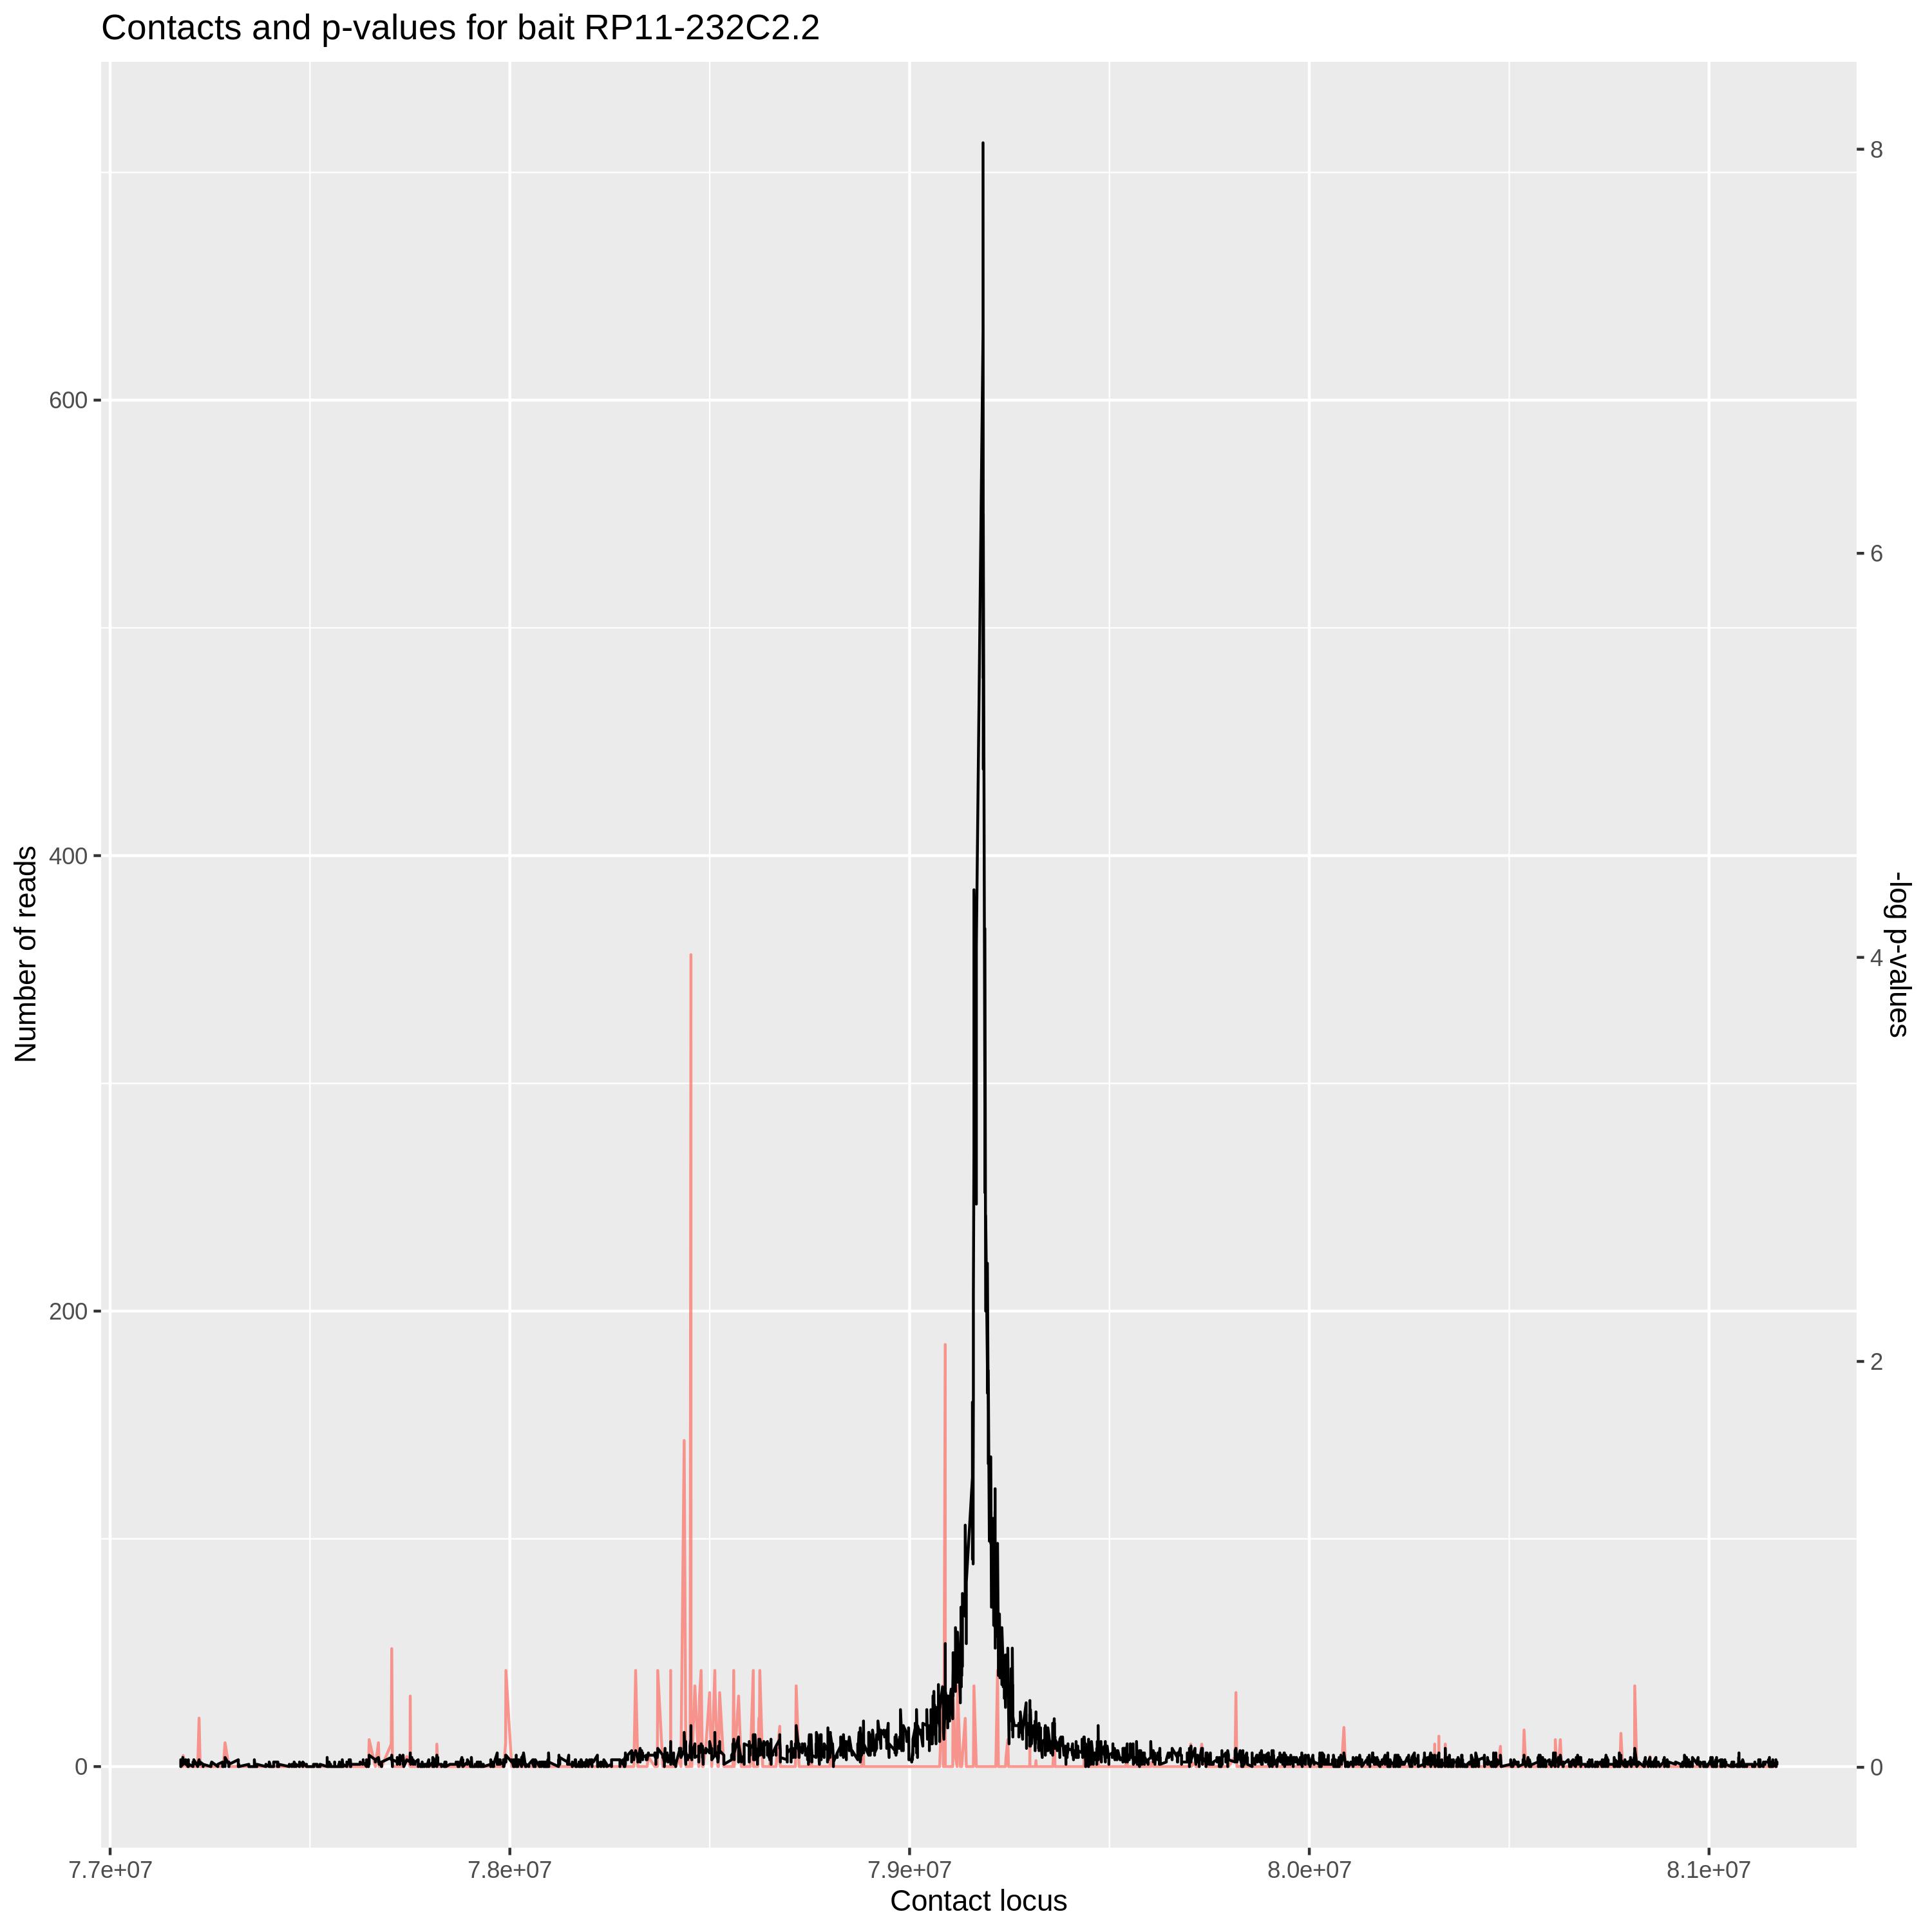 Contacts and p-values for bait RP11-232C2.2
Number of reads
600
400
200
0
8
6
4
2
0
-log p-values
7.7e+07
7.8e+07
7.9e+07
8.0e+07
8.1e+07
Contact locus